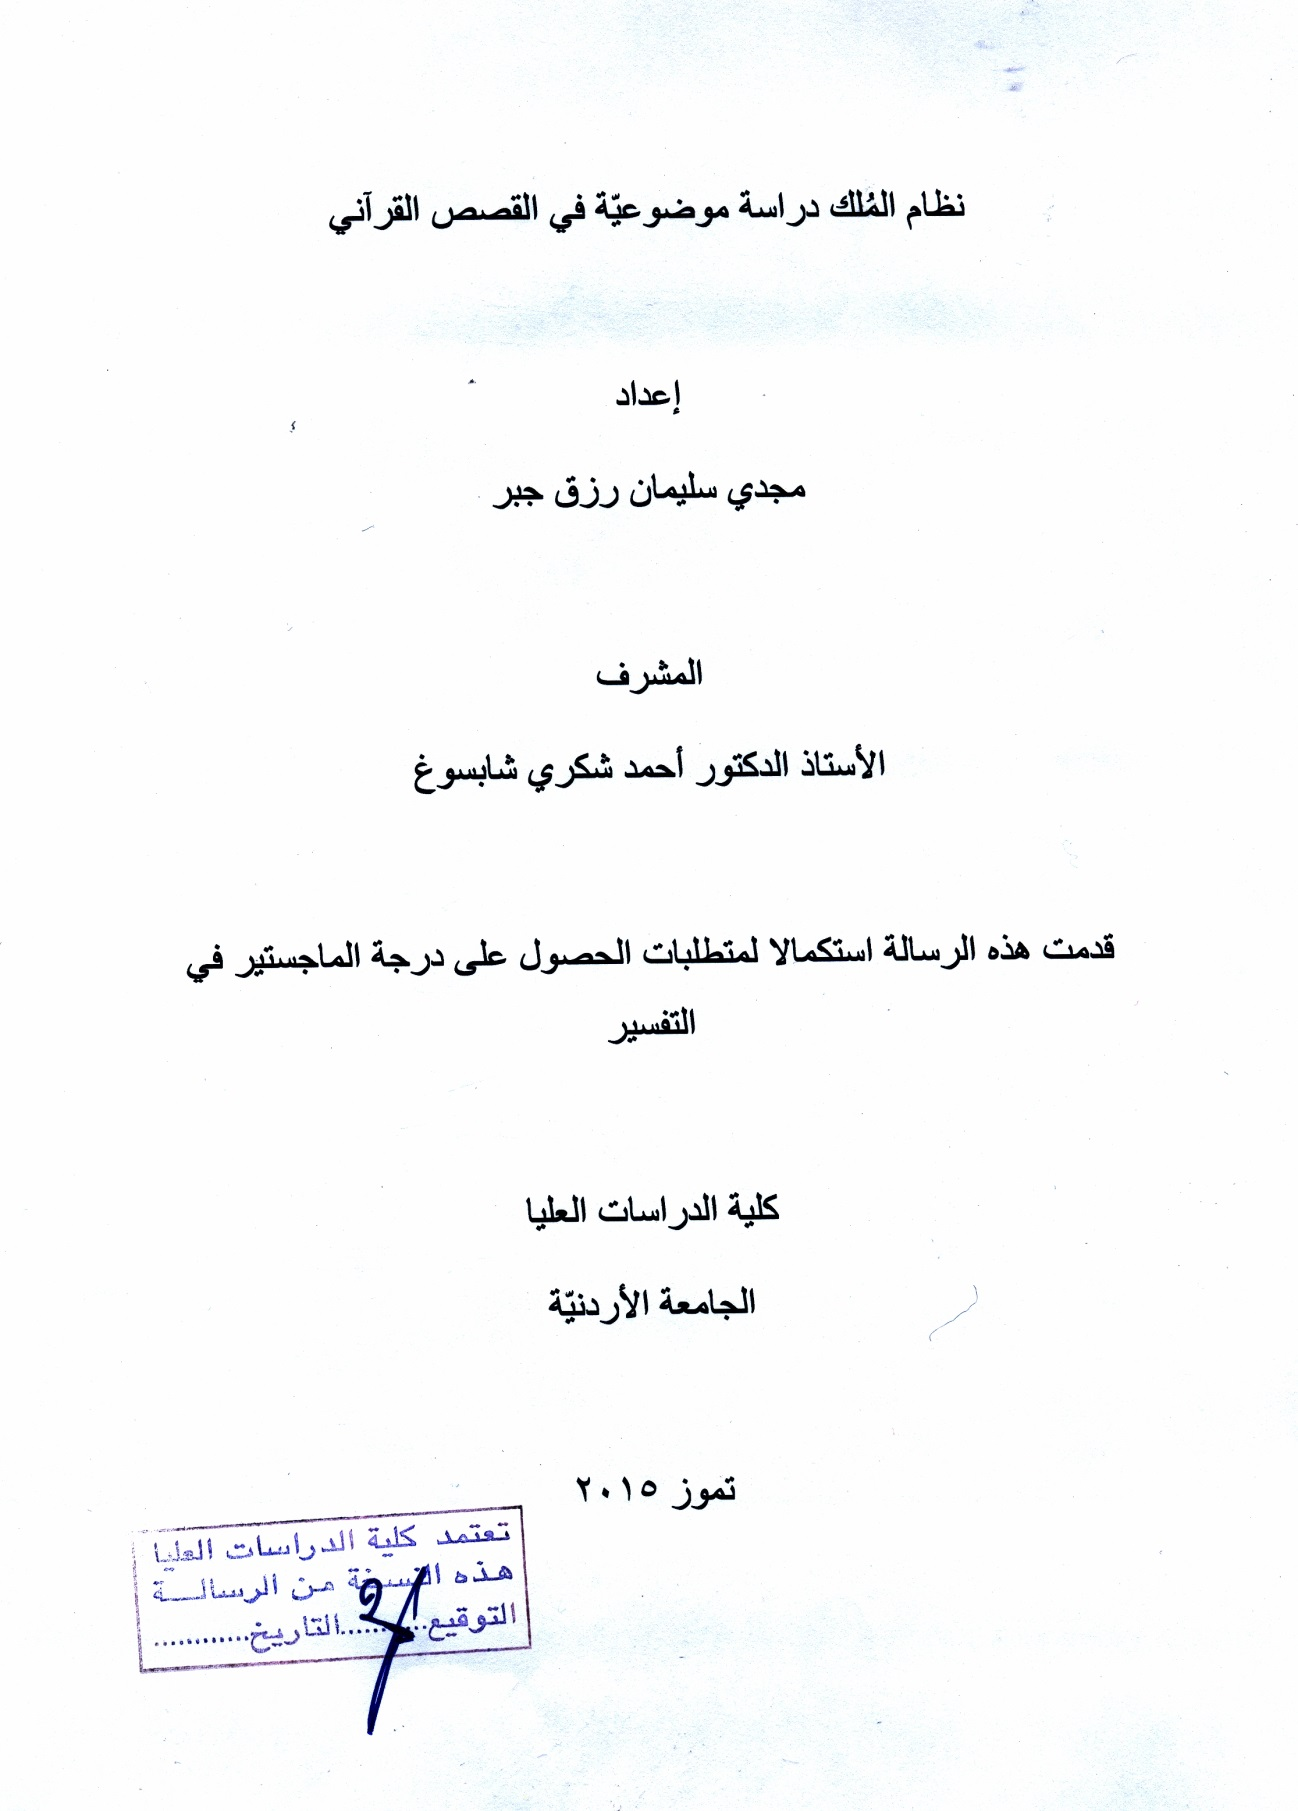 نظام المُلك دراسة موضوعيّة في القصص القرآني
إعداد
مجدي سليمان رزق جبر
المشرف
الأستاذ الدكتور أحمد شكري شابسوغ
قدمت هذه الرسالة استكمالا لمتطلبات الحصول على درجة الماجستير في
التفسير
كلية الدراسات العليا
الجامعة الأردنيّة
تموز ٢٠١٥
تعتمد كلية الدراسات العليا
هذه النسخة من الرسالــة
التوقيع............التاريخ............